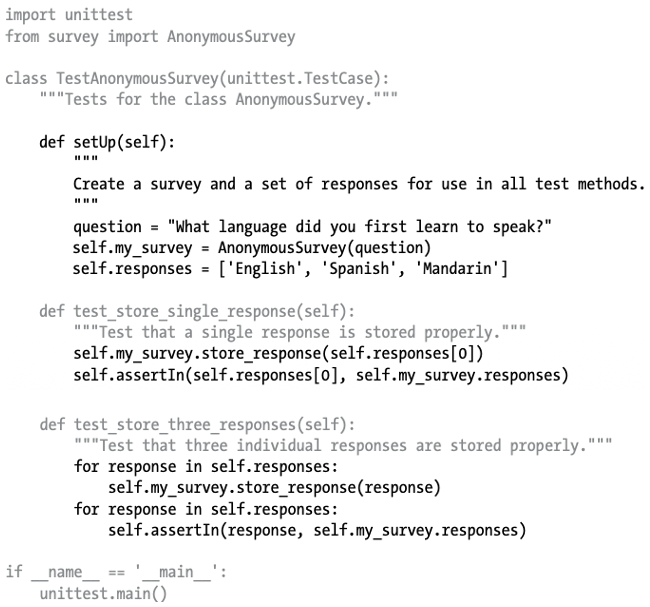 import unittest
from survey import AnonymousSurvey
class TestAnonymousSurvey(unittest.TestCase):
    """Tests for the class AnonymousSurvey."""
    def setUp(self):
        """
        Create a survey and a set of responses for use in all test methods.
        """
        question = "What language did you first learn to speak?"
        self.my_survey = AnonymousSurvey(question)
        self.responses = ['English', 'Spanish', 'Mandarin']
    def test_store_single_response(self):
        """Test that a single response is stored properly."""
        self.my_survey.store_response(self.responses[0])
        self.assertIn(self.responses[0], self.my_survey.responses)
    def test_store_three_responses(self):
        """Test that three individual responses are stored properly."""
        for response in self.responses:
            self.my_survey.store_response(response)
        for response in self.responses:
            self.assertIn(response, self.my_survey.responses)
if __name__ == '__main__':
    unittest.main()